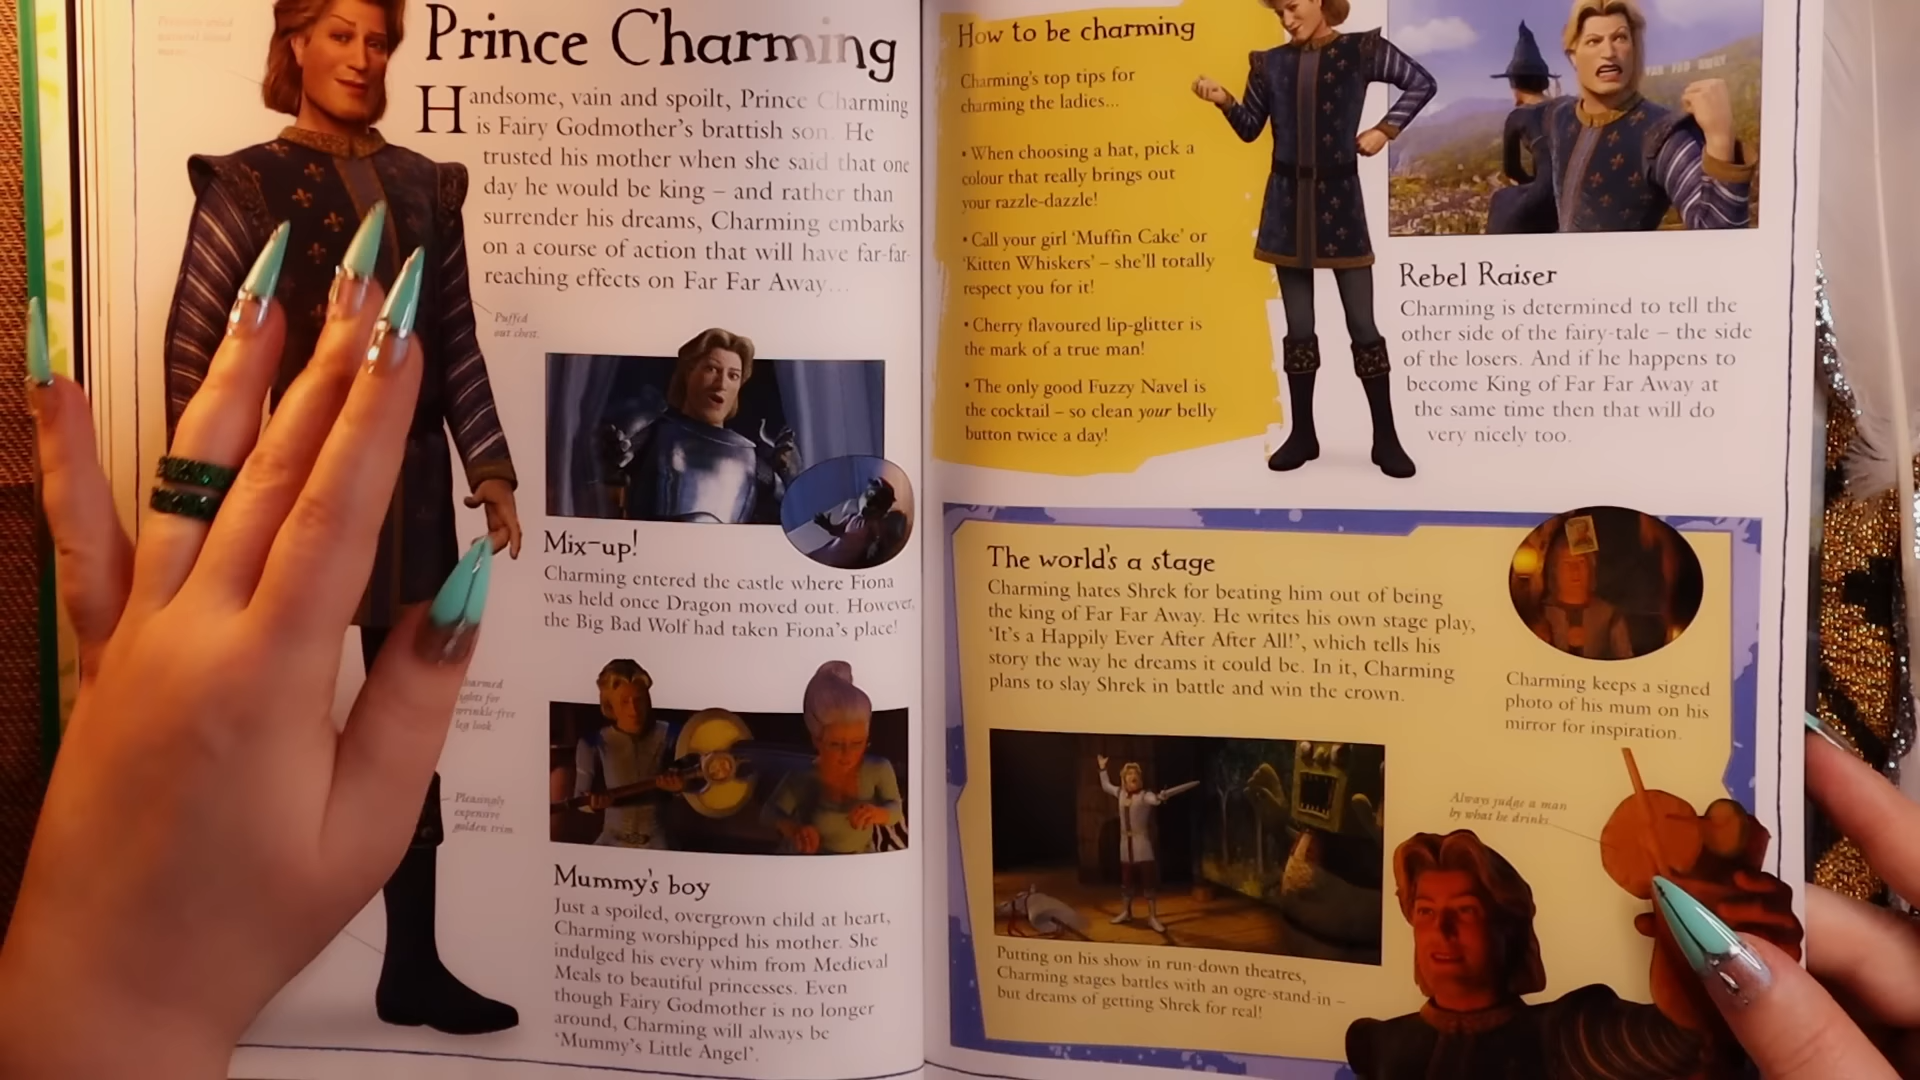 Prince Charming
Handsome, vain and spoilt, Prince Charming
is Fairy Godmother's brattish son. He
trusted his mother when she said that one
day he would be king – and rather than
surrender his dreams, Charming embarks
on a course of action that will have far-far-
reaching effects on Far Far Away...
Puffed
out chest.
Mix-up!
Charming entered the castle where Fiona
was held once Dragon moved out. However,
the Big Bad Wolf had taken Fiona's place!
for
wrinkle-free
leg look.
Pleasingly
expensive
golden trim.
Mummy's boy
Just a spoiled, overgrown child at heart,
Charming worshipped his mother. She
indulged his every whim from Medieval
Meals to beautiful princesses. Even
though Fairy Godmother is no longer
around, Charming will always be
'Mummy's Little Angel'.
How to be charming
Charming's top tips for
charming the ladies...
• When choosing a hat, pick a
colour that really brings out
your razzle-dazzle!
• Call your girl 'Muffin Cake' or
'Kitten Whiskers' – she'll totally
respect you for it!
• Cherry flavoured lip-glitter is
the mark of a true man!
• The only good Fuzzy Navel is
the cocktail – so clean your belly
button twice a day!
FAR FAR AWAY
Rebel Raiser
Charming is determined to tell the
other side of the fairy-tale – the side
of the losers. And if he happens to
become King of Far Far Away at
the same time then that will do
very nicely too.
The world's a stage
Charming hates Shrek for beating him out of being
the king of Far Far Away. He writes his own stage play,
'It's a Happily Ever After After All!', which tells his
story the way he dreams it could be. In it, Charming
plans to slay Shrek in battle and win the crown.
Charming keeps a signed
photo of his mum on his
mirror for inspiration.
Always judge a man
by what he drinks.
Putting on his show in run-down theatres,
Charming stages battles with an ogre-stand-in –
but dreams of getting Shrek for real!